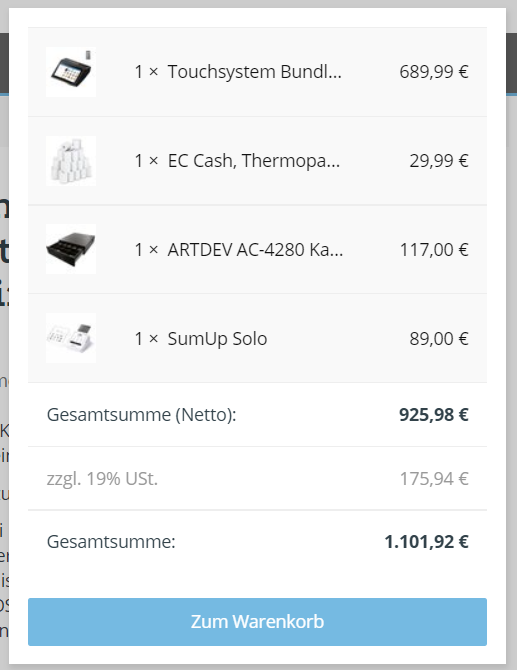 1 × Touchsystem Bundl... 689,99 €
1 × EC Cash, Thermopa... 29,99 €
1 × ARTDEV AC-4280 Ka... 117,00 €
1 × SumUp Solo 89,00 €
Gesamtsumme (Netto): 925,98 €
zzgl. 19% USt. 175,94 €
Gesamtsumme: 1.101,92 €
Zum Warenkorb